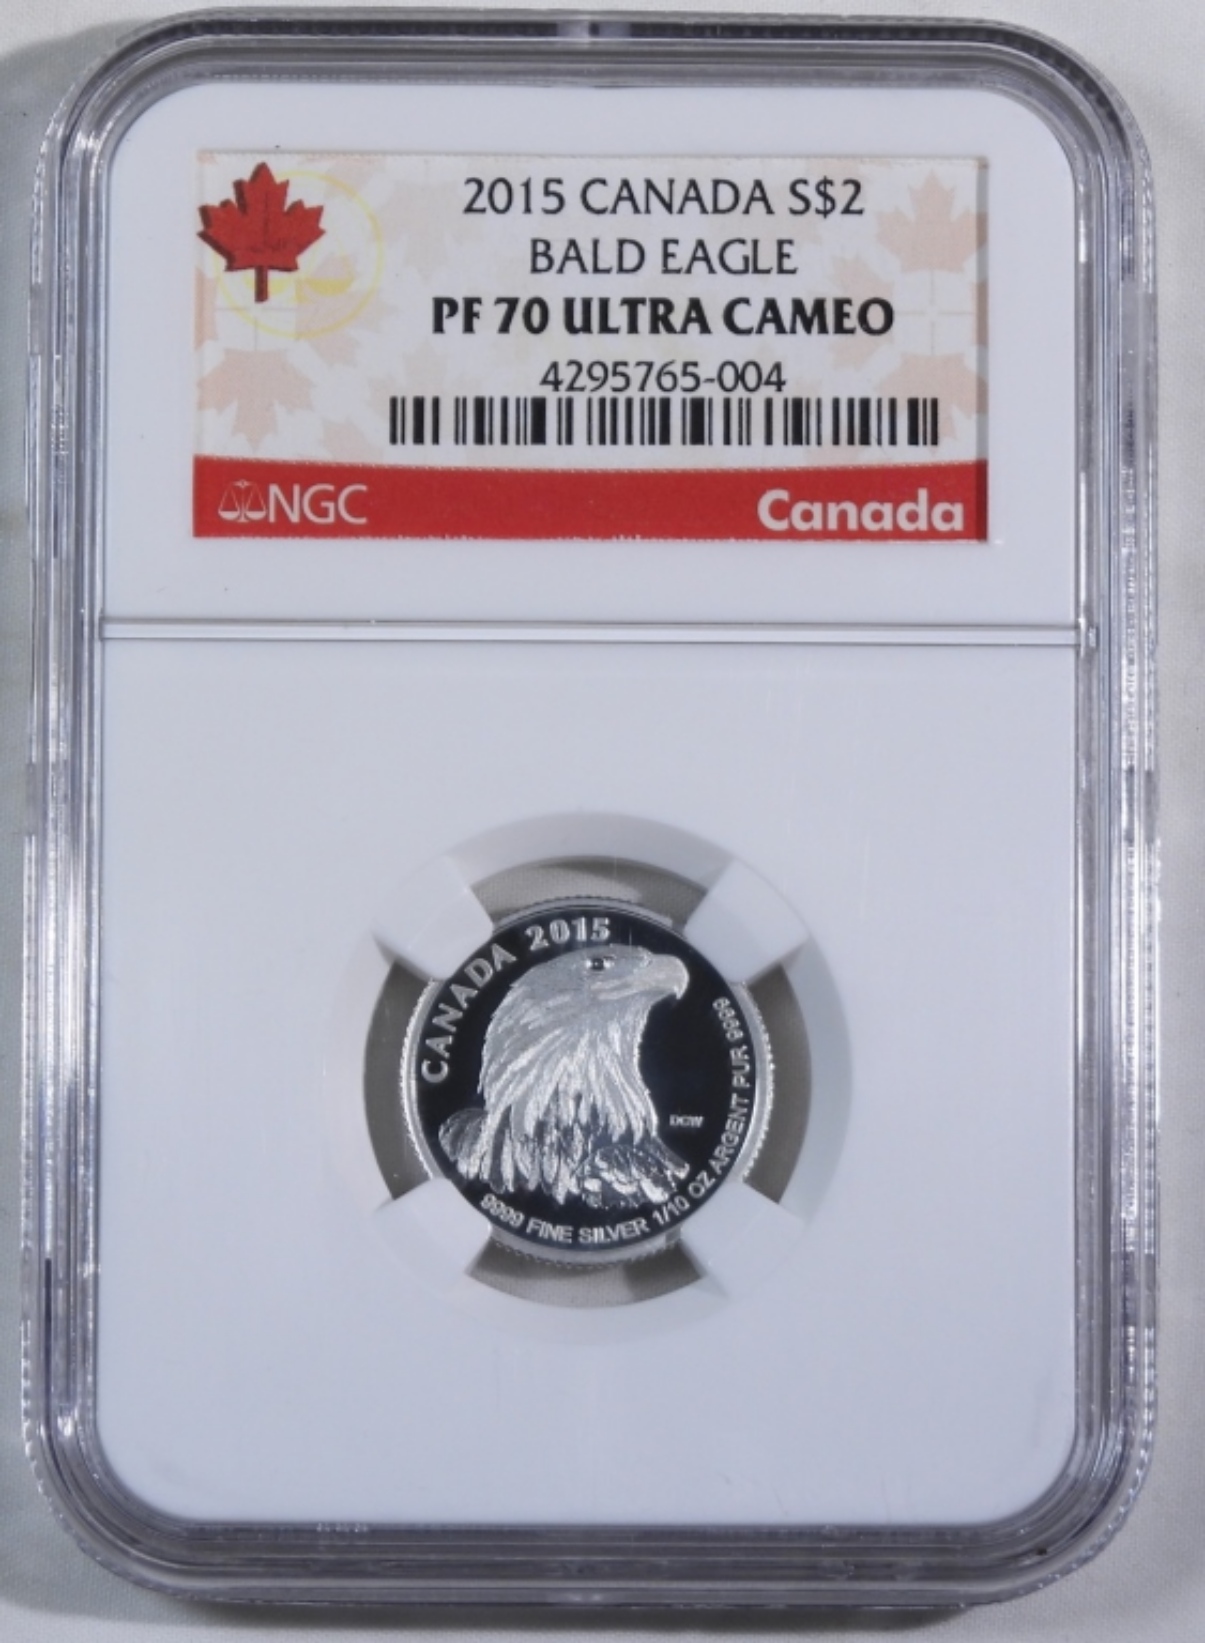 2015 CANADA S$2
BALD EAGLE
PF 70 ULTRA CAMEO
4295765-004
NGC
Canada
CANADA 2015
DCW
9999 FINE SILVER 1/10 OZ ARGENT PUR 9999